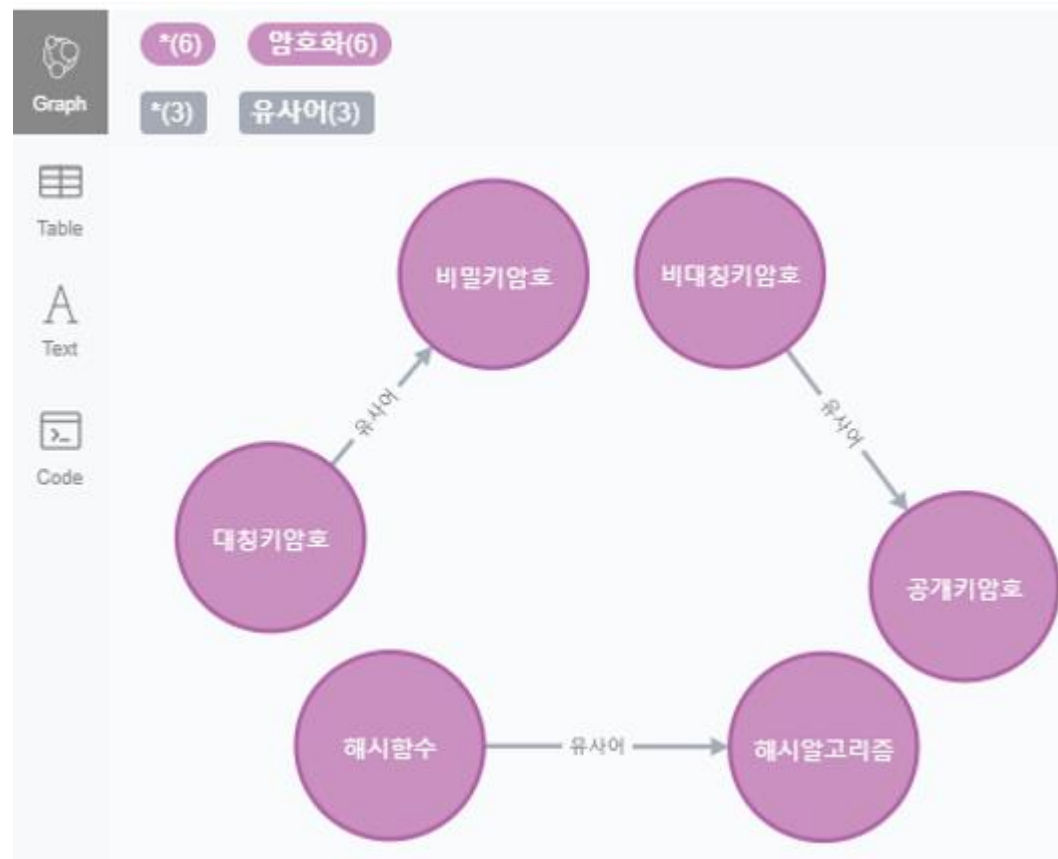 *(6) 암호화(6)
Graph
*(3) 유사어(3)
Table
Text
Code
비밀키암호
비대칭키암호
유사어
유사어
대칭키암호
공개키암호
해시함수
유사어
해시알고리즘